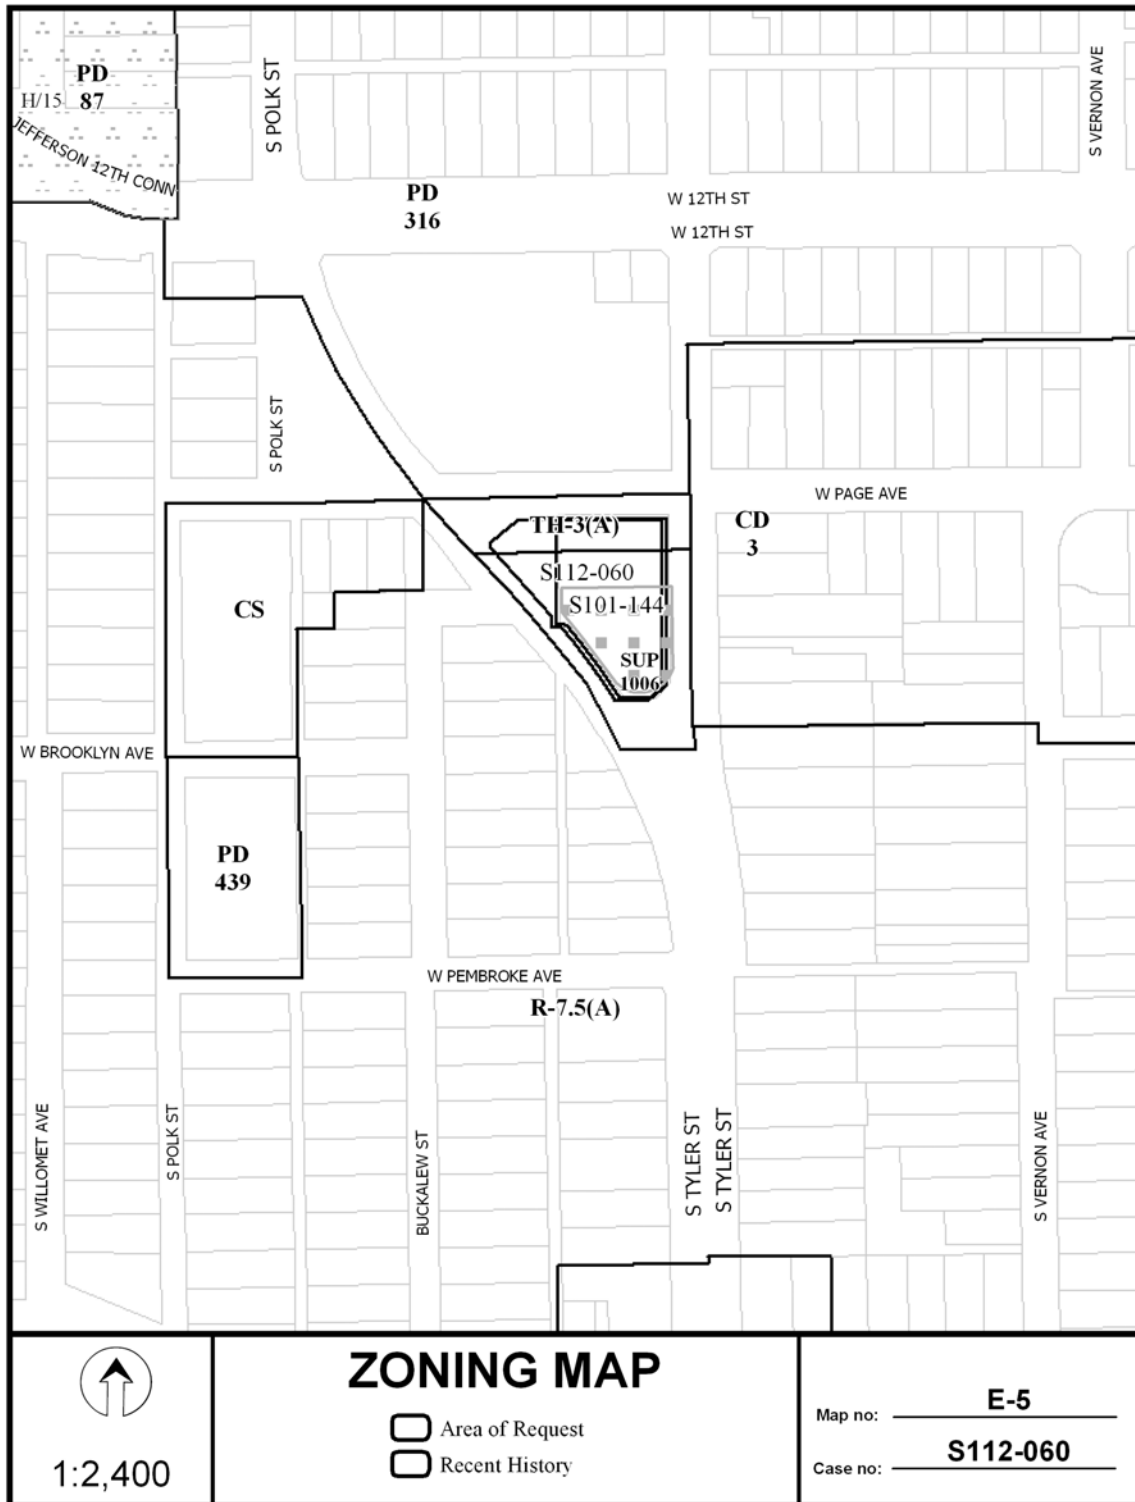 PD
87
H/15
JEFFERSON 12TH CONN
S POLK ST
S VERNON AVE
PD
316
W 12TH ST
W 12TH ST
S POLK ST
W PAGE AVE
CD
3
TH-3(A)
S112-060
S101-144
SUP
1006
CS
W BROOKLYN AVE
PD
439
W PEMBROKE AVE
R-7.5(A)
S WILLOMET AVE
S POLK ST
BUCKALEW ST
S TYLER ST
S TYLER ST
S VERNON AVE
1:2,400
ZONING MAP
Area of Request
Recent History
Map no: E-5
Case no: S112-060